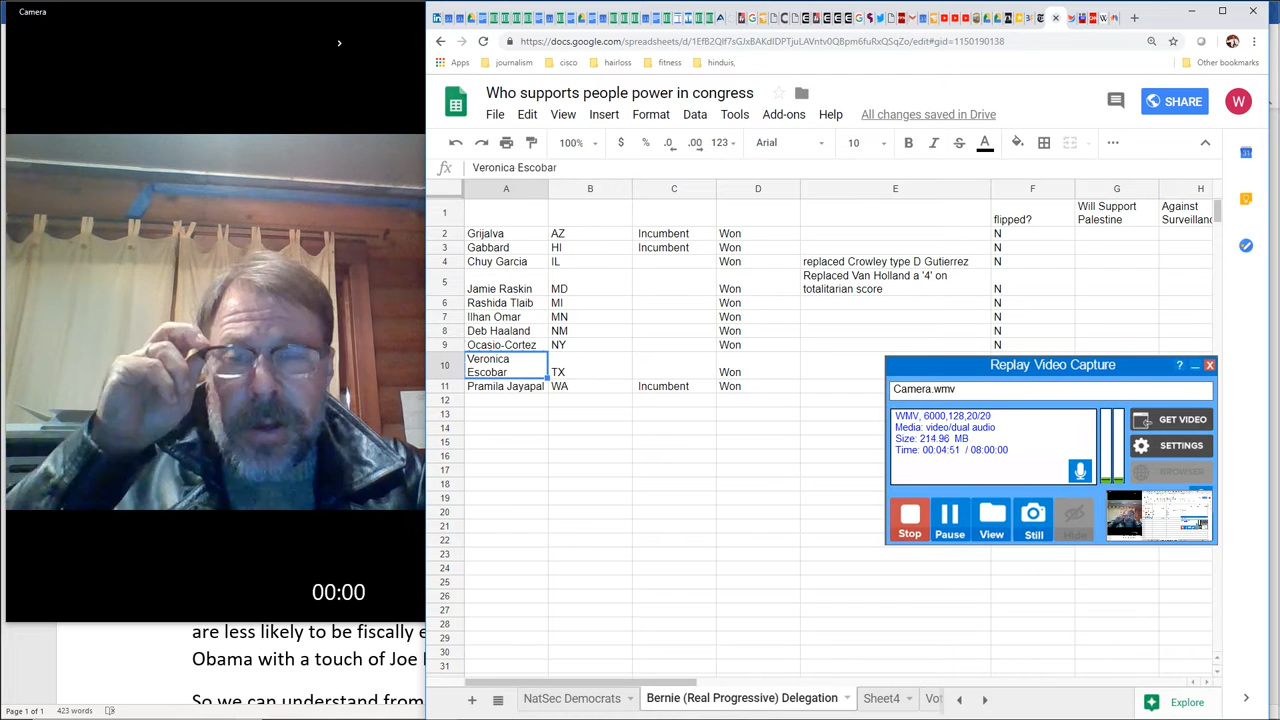 Camera
00:00
are less likely to be fiscally e
Obama with a touch of Joe
So we can understand from
Page 1 of 1 423 words
https://docs.google.com/spreadsheets/d/1EfB2QIf7sGJxBAKdDPTjuLAVntv0QBpm6fuRxQSqZo/edit#gid=1150190138
Apps journalism cisco hairloss fitness hinduis, Other bookmarks
Who supports people power in congress
SHARE
W
File Edit View Insert Format Data Tools Add-ons Help All changes saved in Drive
100% $ % .0 .00 123 Arial 10 B I S A
fx Veronica Escobar
A B C D E F G H
1 flipped? Will Support Palestine Against
2 Grijalva AZ Incumbent Won N
3 Gabbard HI Incumbent Won N
4 Chuy Garcia IL Won replaced Crowley type D Gutierrez N
5 Jamie Raskin MD Won Replaced Van Holland a '4' on totalitarian score N
6 Rashida Tlaib MI Won N
7 Ilhan Omar MN Won N
8 Deb Haaland NM Won N
9 Ocasio-Cortez NY Won N
10 Veronica Escobar TX Won
11 Pramila Jayapal WA Incumbent Won
12
13
14
15
16
17
18
19
20
21
22
23
24
25
26
27
28
29
30
31
Replay Video Capture
Camera.wmv
WMV, 6000,128,20/20
Media: video/dual audio
Size: 214.96 MB
Time: 00:04:51 / 08:00:00
GET VIDEO
SETTINGS
BROWSER
Stop Pause View Still Hide
NatSec Democrats Bernie (Real Progressive) Delegation Sheet4 Vot
Explore